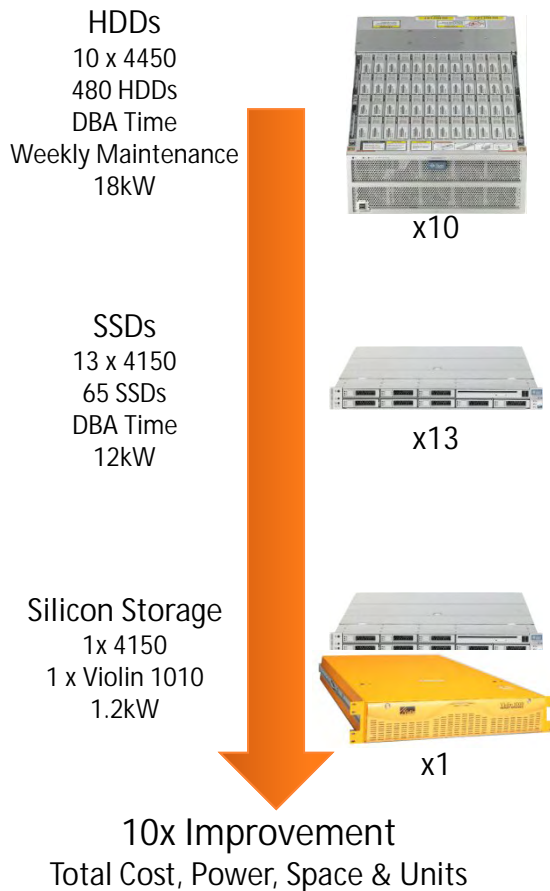 HDDs
10 x 4450
480 HDDs
DBA Time
Weekly Maintenance
18kW
x10
SSDs
13 x 4150
65 SSDs
DBA Time
12kW
x13
Silicon Storage
1x 4150
1 x Violin 1010
1.2kW
x1
10x Improvement
Total Cost, Power, Space & Units